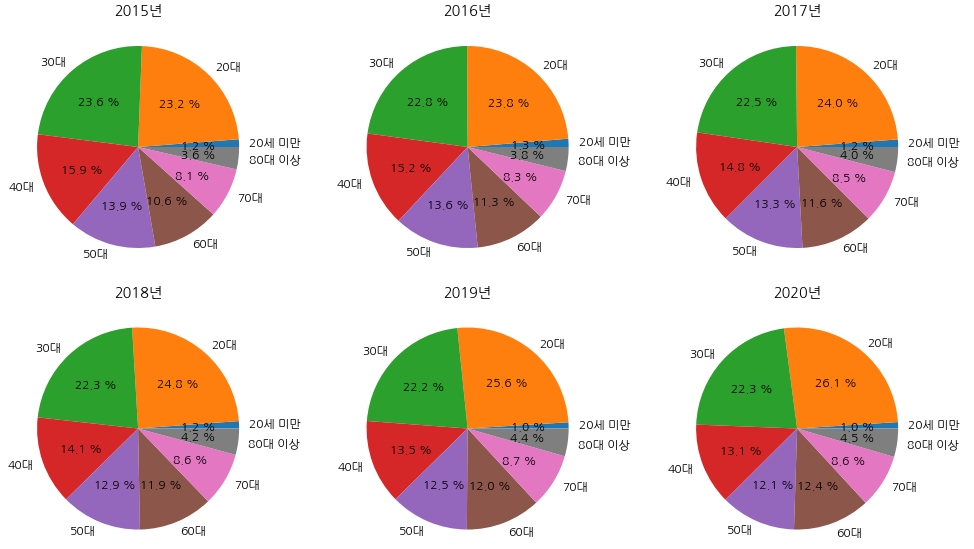 2015년
30대
20대
23.6 %
23.2 %
20세 미만
1.2 %
3.6 %
80대 이상
15.9 %
8.1 %
40대
70대
13.9 %
10.6 %
50대
60대
2016년
30대
20대
22.8 %
23.8 %
20세 미만
1.3 %
3.8 %
80대 이상
15.2 %
8.3 %
40대
70대
13.6 %
11.3 %
50대
60대
2017년
30대
20대
22.5 %
24.0 %
20세 미만
1.2 %
4.0 %
80대 이상
14.8 %
8.5 %
40대
70대
13.3 %
11.6 %
50대
60대
2018년
30대
20대
22.3 %
24.8 %
20세 미만
1.2 %
4.2 %
80대 이상
14.1 %
8.6 %
40대
70대
12.9 %
11.9 %
50대
60대
2019년
30대
20대
22.2 %
25.6 %
20세 미만
1.0 %
4.4 %
80대 이상
13.5 %
8.7 %
40대
70대
12.5 %
12.0 %
50대
60대
2020년
30대
20대
22.3 %
26.1 %
20세 미만
1.0 %
4.5 %
80대 이상
13.1 %
8.6 %
40대
70대
12.1 %
12.4 %
50대
60대